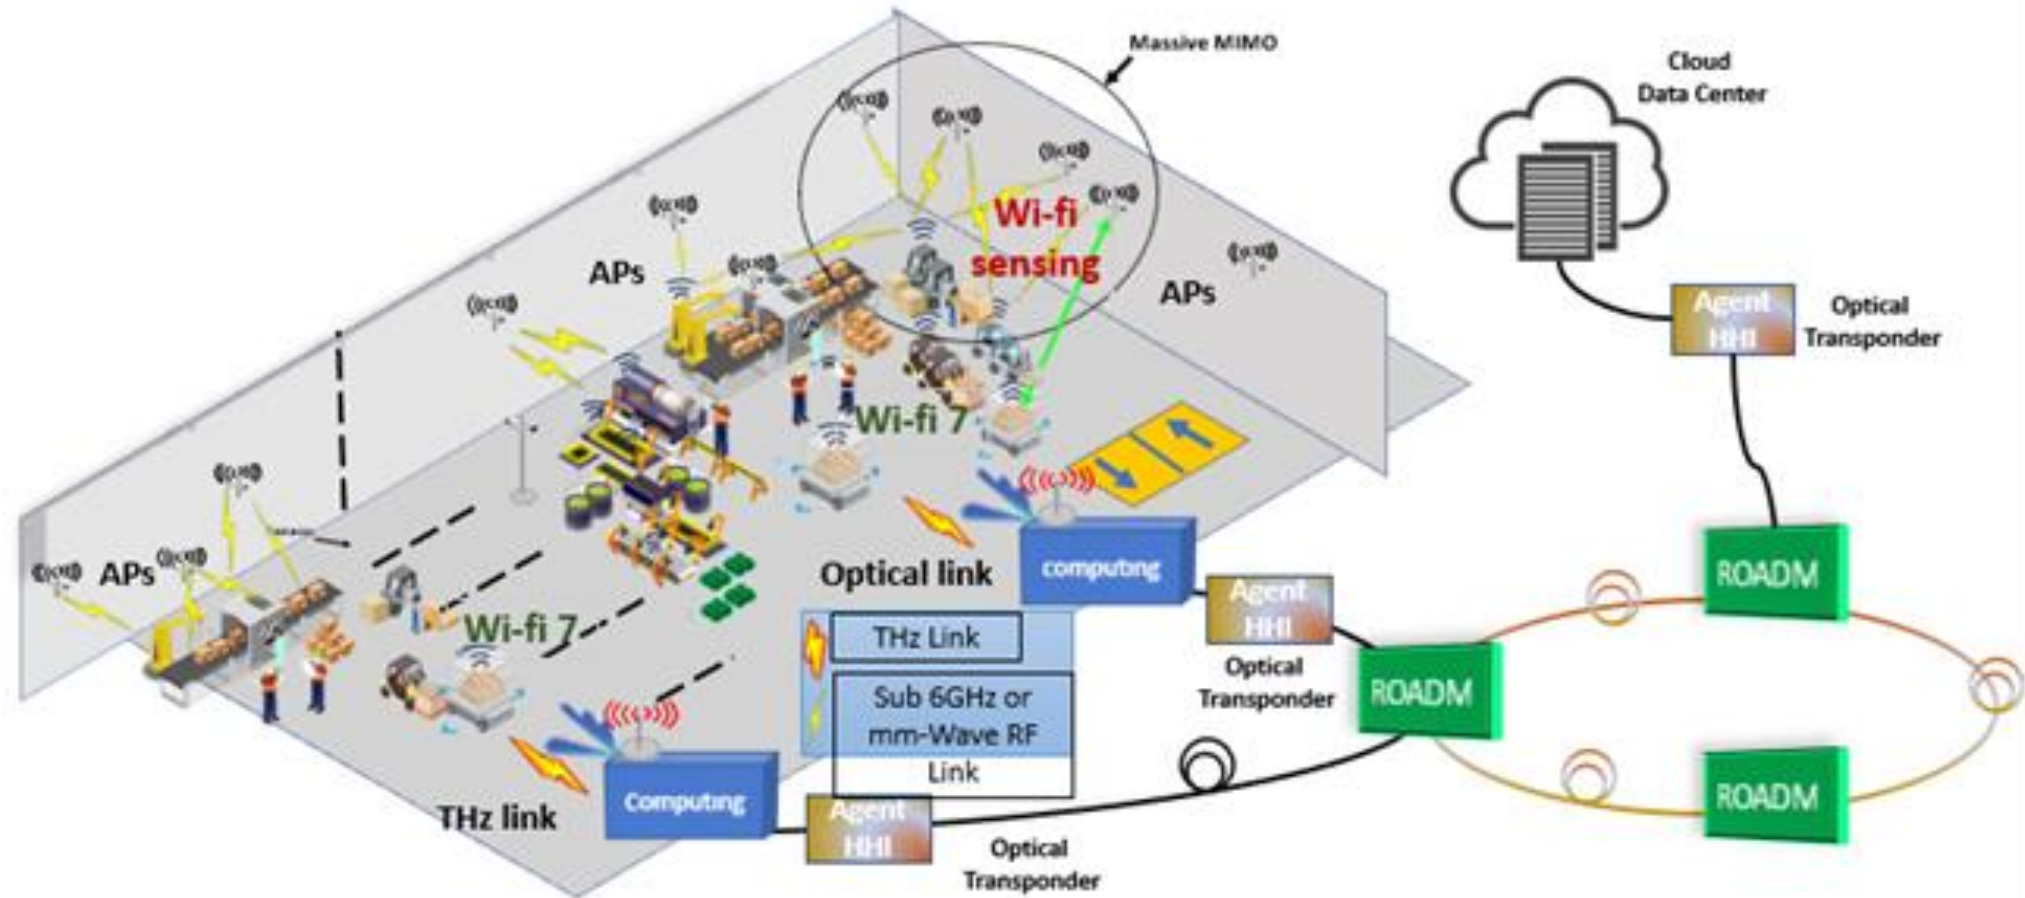 Massive MIMO
Cloud
Data Center
Wi-fi
sensing
APs
APs
Agent
HHI
Optical
Transponder
Wi-fi 7
APs
Optical link
computing
ROADM
Agent
HHI
Wi-fi 7
THz Link
Optical
Transponder
ROADM
Sub 6GHz or
mm-Wave RF
Link
THz link
Computing
Agent
HHI
ROADM
Optical
Transponder